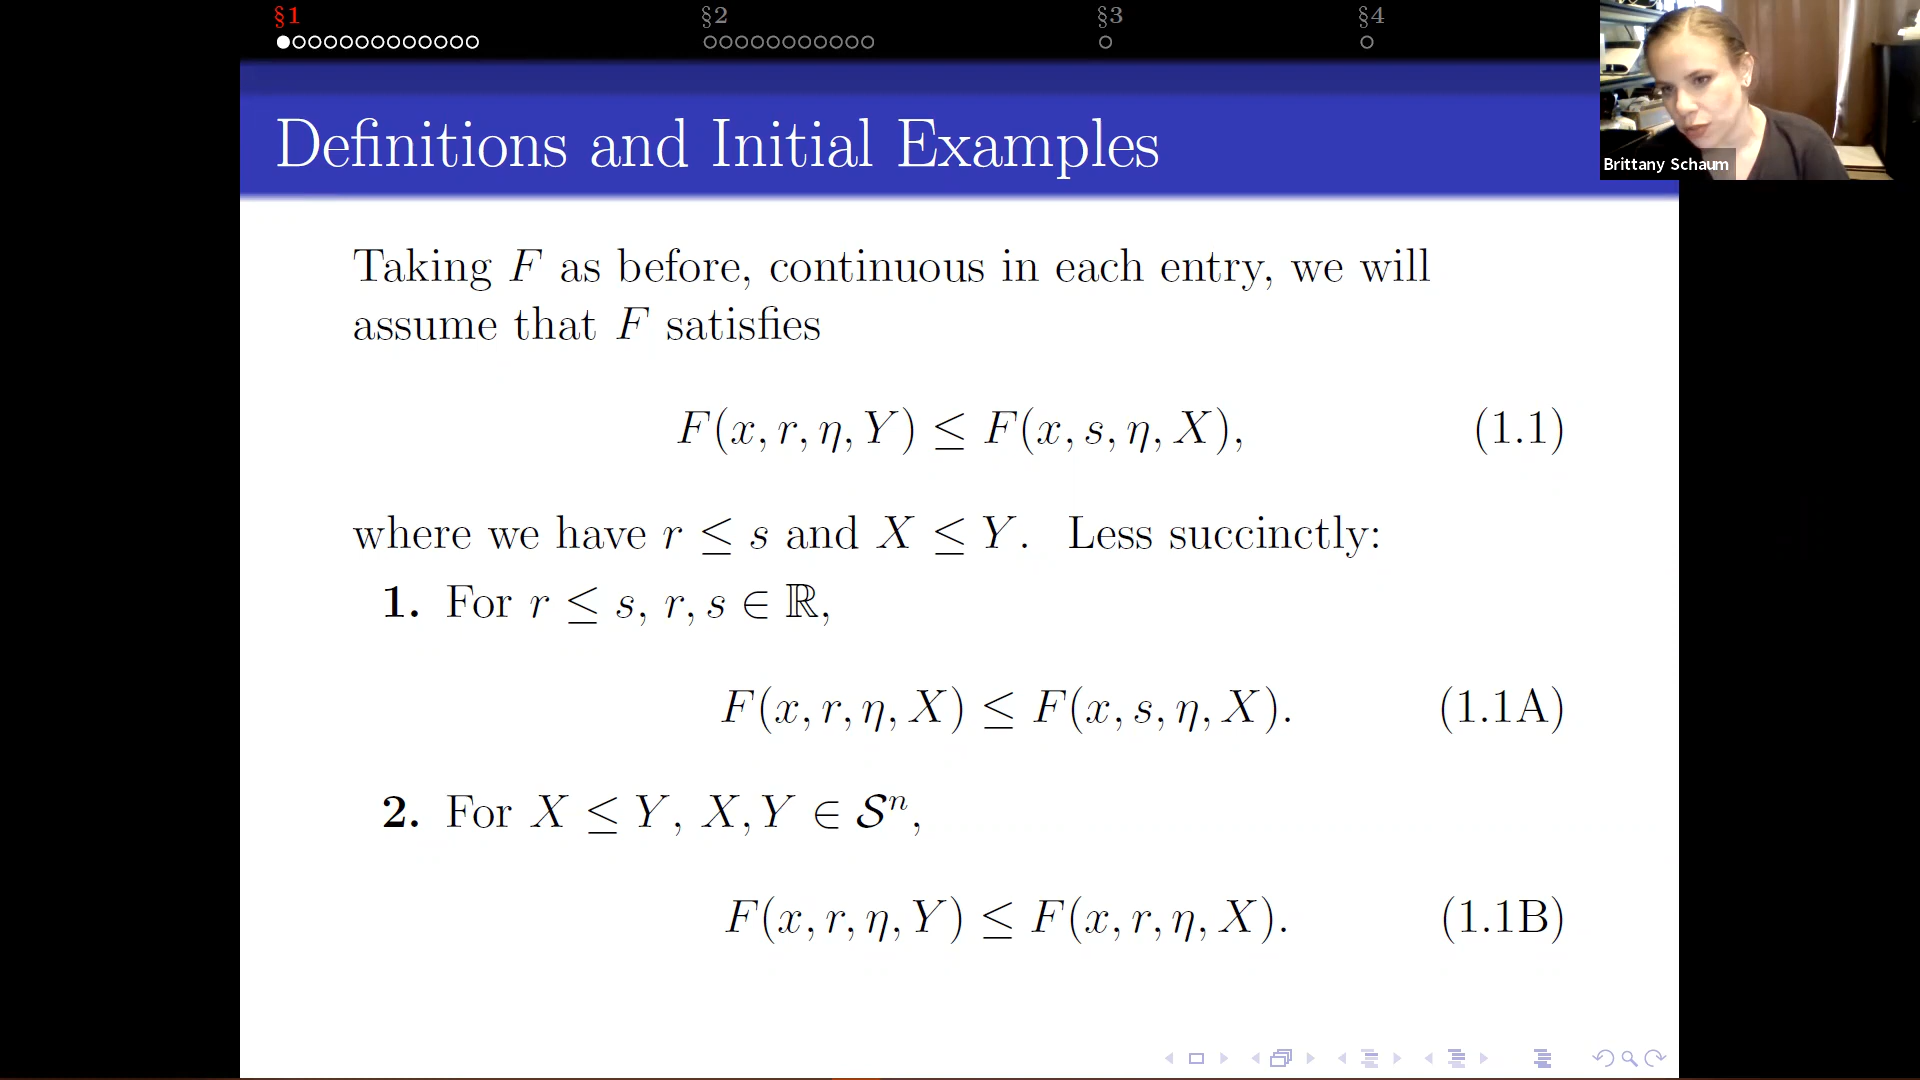 §1 §2 §3 §4
Definitions and Initial Examples
Brittany Schaum
Taking F as before, continuous in each entry, we will
assume that F satisfies
F(x, r, η, Y) ≤ F(x, s, η, X), (1.1)
where we have r ≤ s and X ≤ Y. Less succinctly:
1. For r ≤ s, r, s ∈ ℝ,
F(x, r, η, X) ≤ F(x, s, η, X). (1.1A)
2. For X ≤ Y, X, Y ∈ 𝒮ⁿ,
F(x, r, η, Y) ≤ F(x, r, η, X). (1.1B)